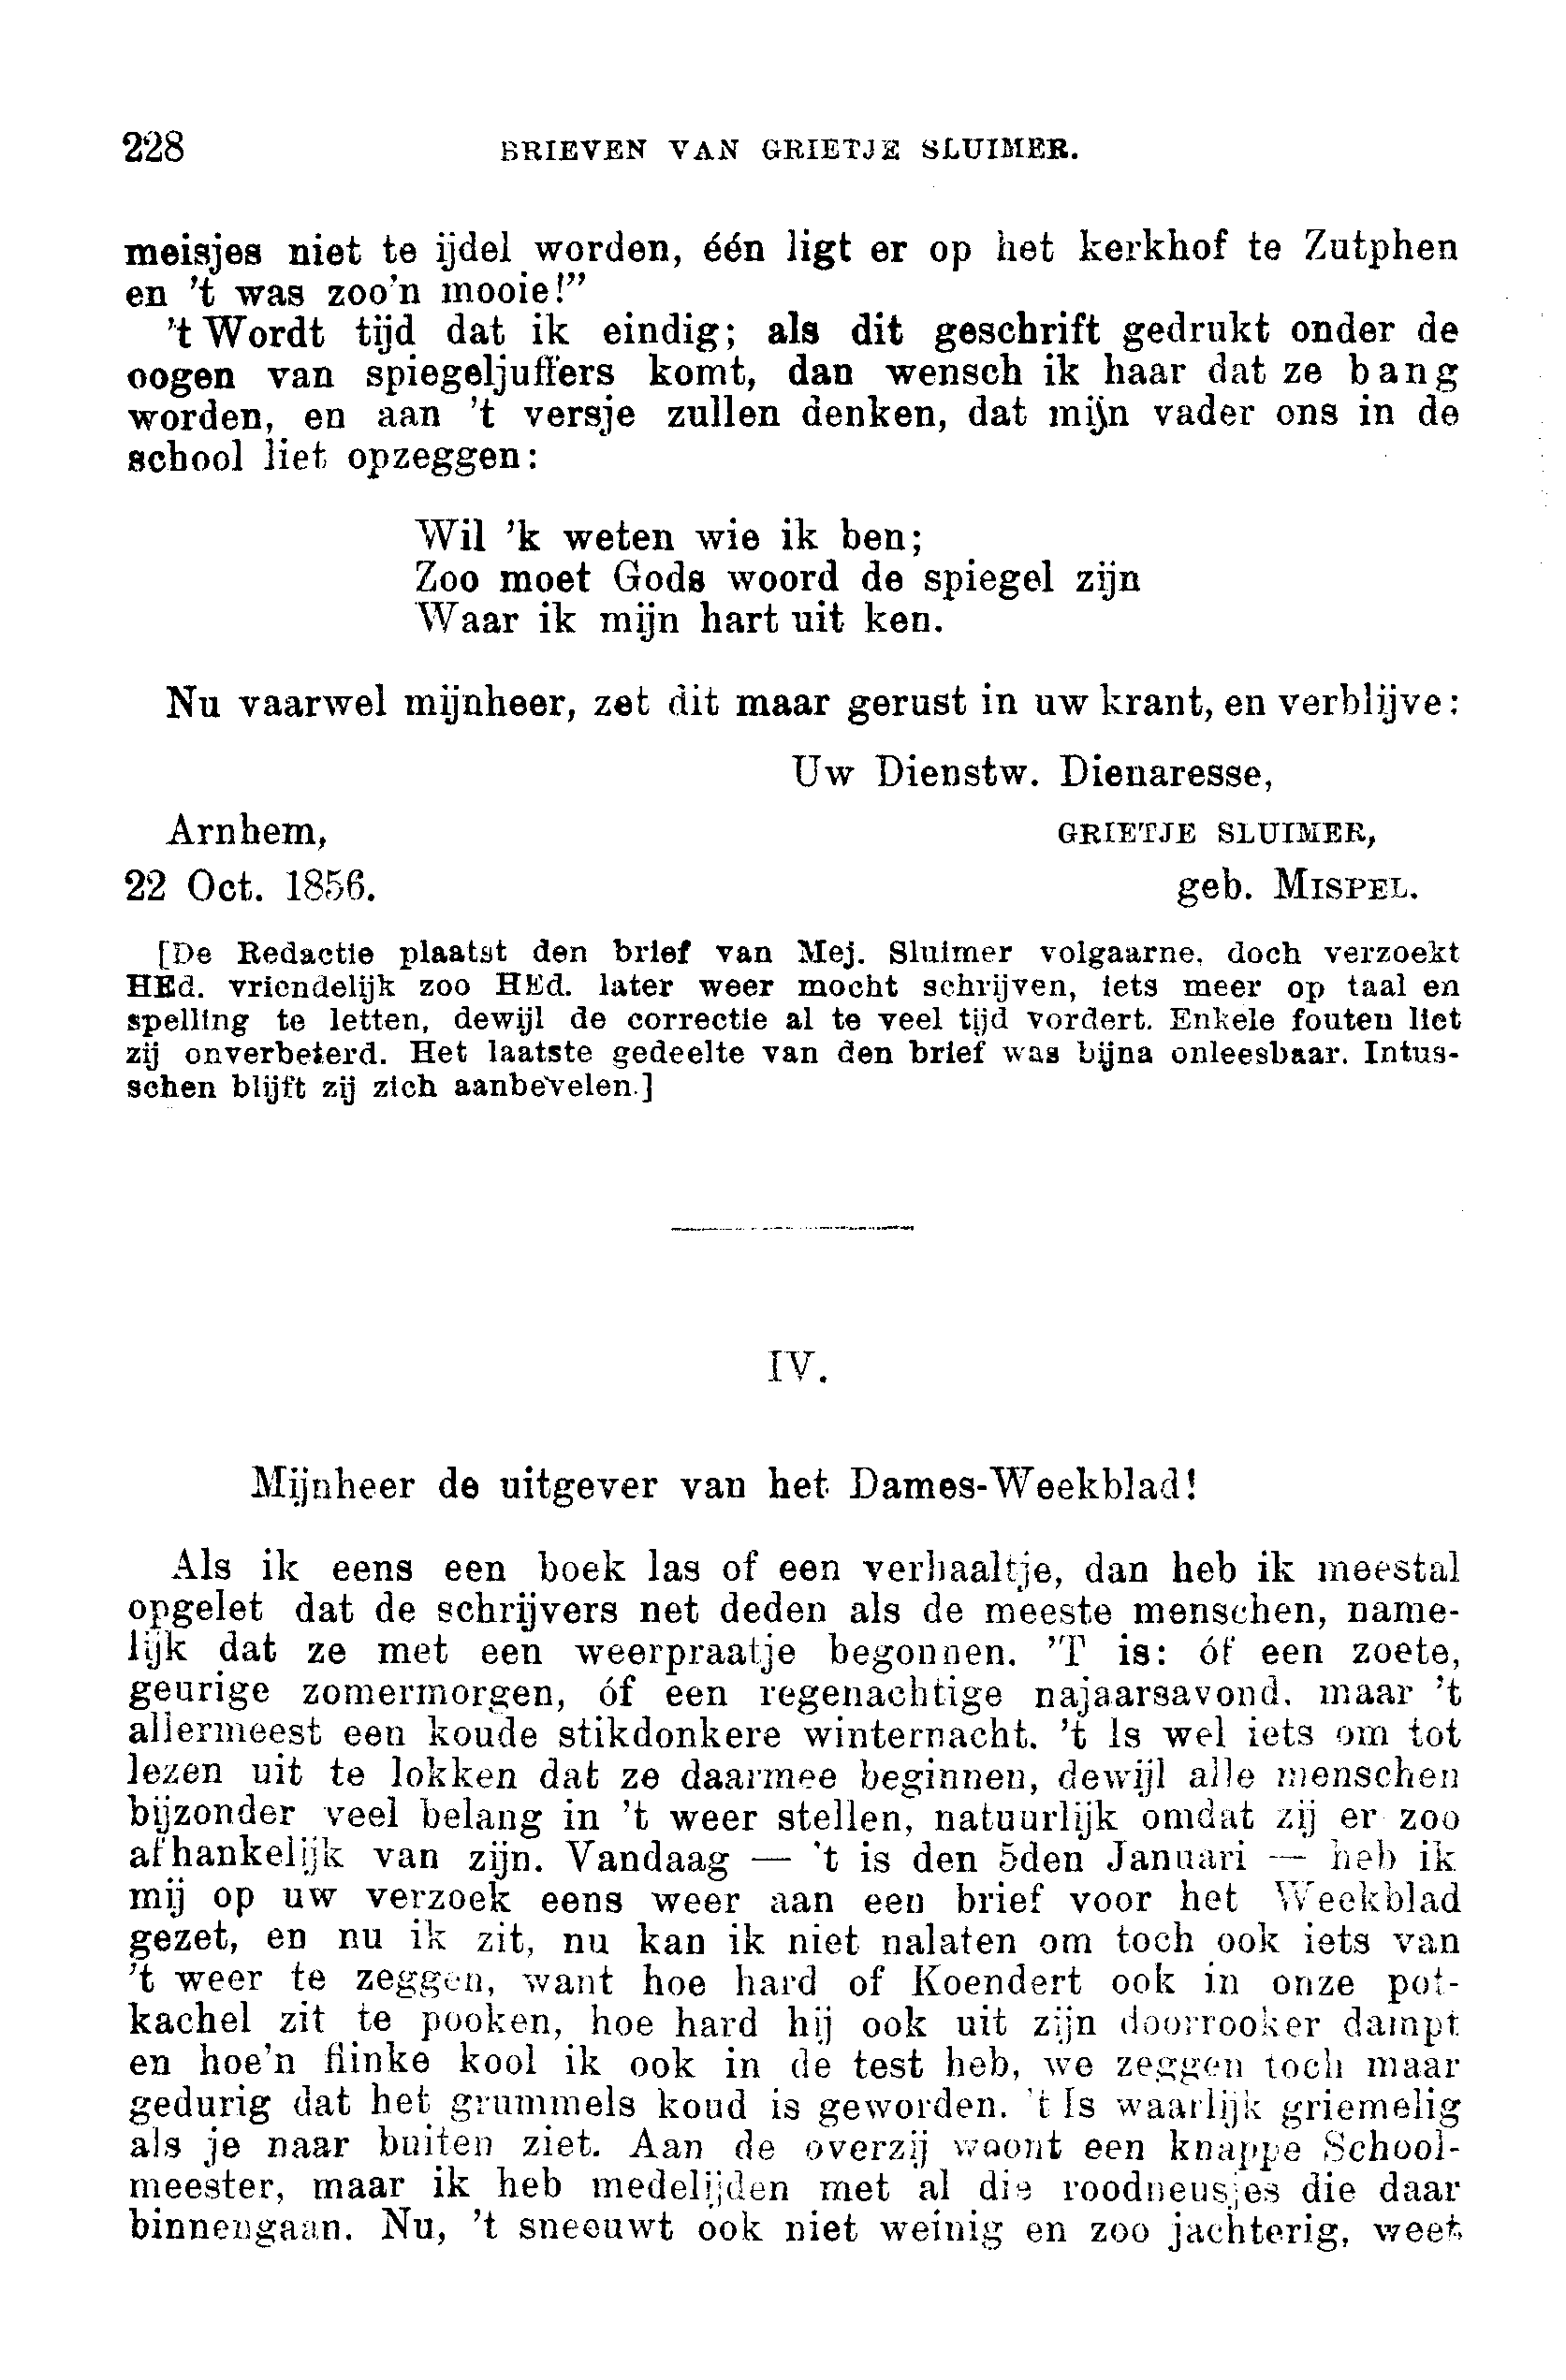 228 BRIEVEN VAN GRIETJE SLUIMER.
meisjes niet te ijdel worden, één ligt er op het kerkhof te Zutphen
en 't was zoo'n mooie!”
't Wordt tijd dat ik eindig; als dit geschrift gedrukt onder de
oogen van spiegeljuffers komt, dan wensch ik haar dat ze bang
worden, en aan 't versje zullen denken, dat mijn vader ons in de
school liet opzeggen:
Wil 'k weten wie ik ben;
Zoo moet Gods woord de spiegel zijn
Waar ik mijn hart uit ken.
Nu vaarwel mijnheer, zet dit maar gerust in uw krant, en verblijve:
Uw Dienstw. Dienaresse,
Arnhem, GRIETJE SLUIMER,
22 Oct. 1856. geb. MISPEL.
[De Redactie plaatst den brief van Mej. Sluimer volgaarne, doch verzoekt
HEd. vriendelijk zoo HEd. later weer mocht schrijven, iets meer op taal en
spelling te letten, dewijl de correctie al te veel tijd vordert. Enkele fouten liet
zij onverbeterd. Het laatste gedeelte van den brief was bijna onleesbaar. Intus-
schen blijft zij zich aanbevelen.]
IV.
Mijnheer de uitgever van het Dames-Weekblad!
Als ik eens een boek las of een verhaaltje, dan heb ik meestal
opgelet dat de schrijvers net deden als de meeste menschen, name-
lijk dat ze met een weerpraatje begonnen. 'T is: óf een zoete,
geurige zomermorgen, óf een regenachtige najaarsavond, maar 't
allermeest een koude stikdonkere winternacht. 't Is wel iets om tot
lezen uit te lokken dat ze daarmee beginnen, dewijl alle menschen
bijzonder veel belang in 't weer stellen, natuurlijk omdat zij er zoo
afhankelijk van zijn. Vandaag — 't is den 5den Januari — heb ik
mij op uw verzoek eens weer aan een brief voor het Weekblad
gezet, en nu ik zit, nu kan ik niet nalaten om toch ook iets van
't weer te zeggen, want hoe hard of Koendert ook in onze pot-
kachel zit te pooken, hoe hard hij ook uit zijn doorrooker dampt
en hoe'n flinke kool ik ook in de test heb, we zeggen toch maar
gedurig dat het grummels koud is geworden. 't Is waarlijk griemelig
als je naar buiten ziet. Aan de overzij woont een knappe School-
meester, maar ik heb medelijden met al die roodneusjes die daar
binnengaan. Nu, 't sneeuwt ook niet weinig en zoo jachterig, weet